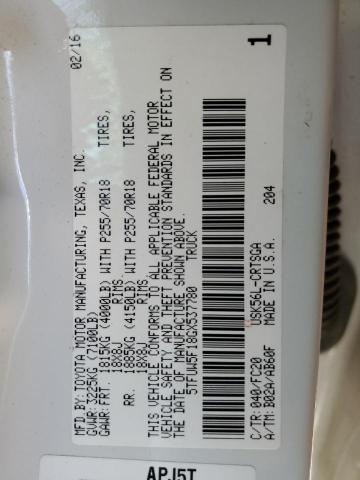 MFD.BY: TOYOTA MOTOR MANUFACTURING, TEXAS, INC. 02/16
GVWR: 3225KG (7100LB)
GAWR: FRT. 1815KG (4000LB) WITH P255/70R18 TIRES,
18X8J RIMS.
RR. 1885KG (4150LB) WITH P255/70R18 TIRES,
18X8J RIMS.
THIS VEHICLE CONFORMS TO ALL APPLICABLE FEDERAL MOTOR
VEHICLE SAFETY AND THEFT PREVENTION STANDARDS IN EFFECT ON
THE DATE OF MANUFACTURE SHOWN ABOVE.
5TFUW5F18GX537780 TRUCK
C/TR: 040/FC20 USK56L-CRTSGA 204
A/TM: B02A/AB60F MADE IN U.S.A.
1
APJ5T